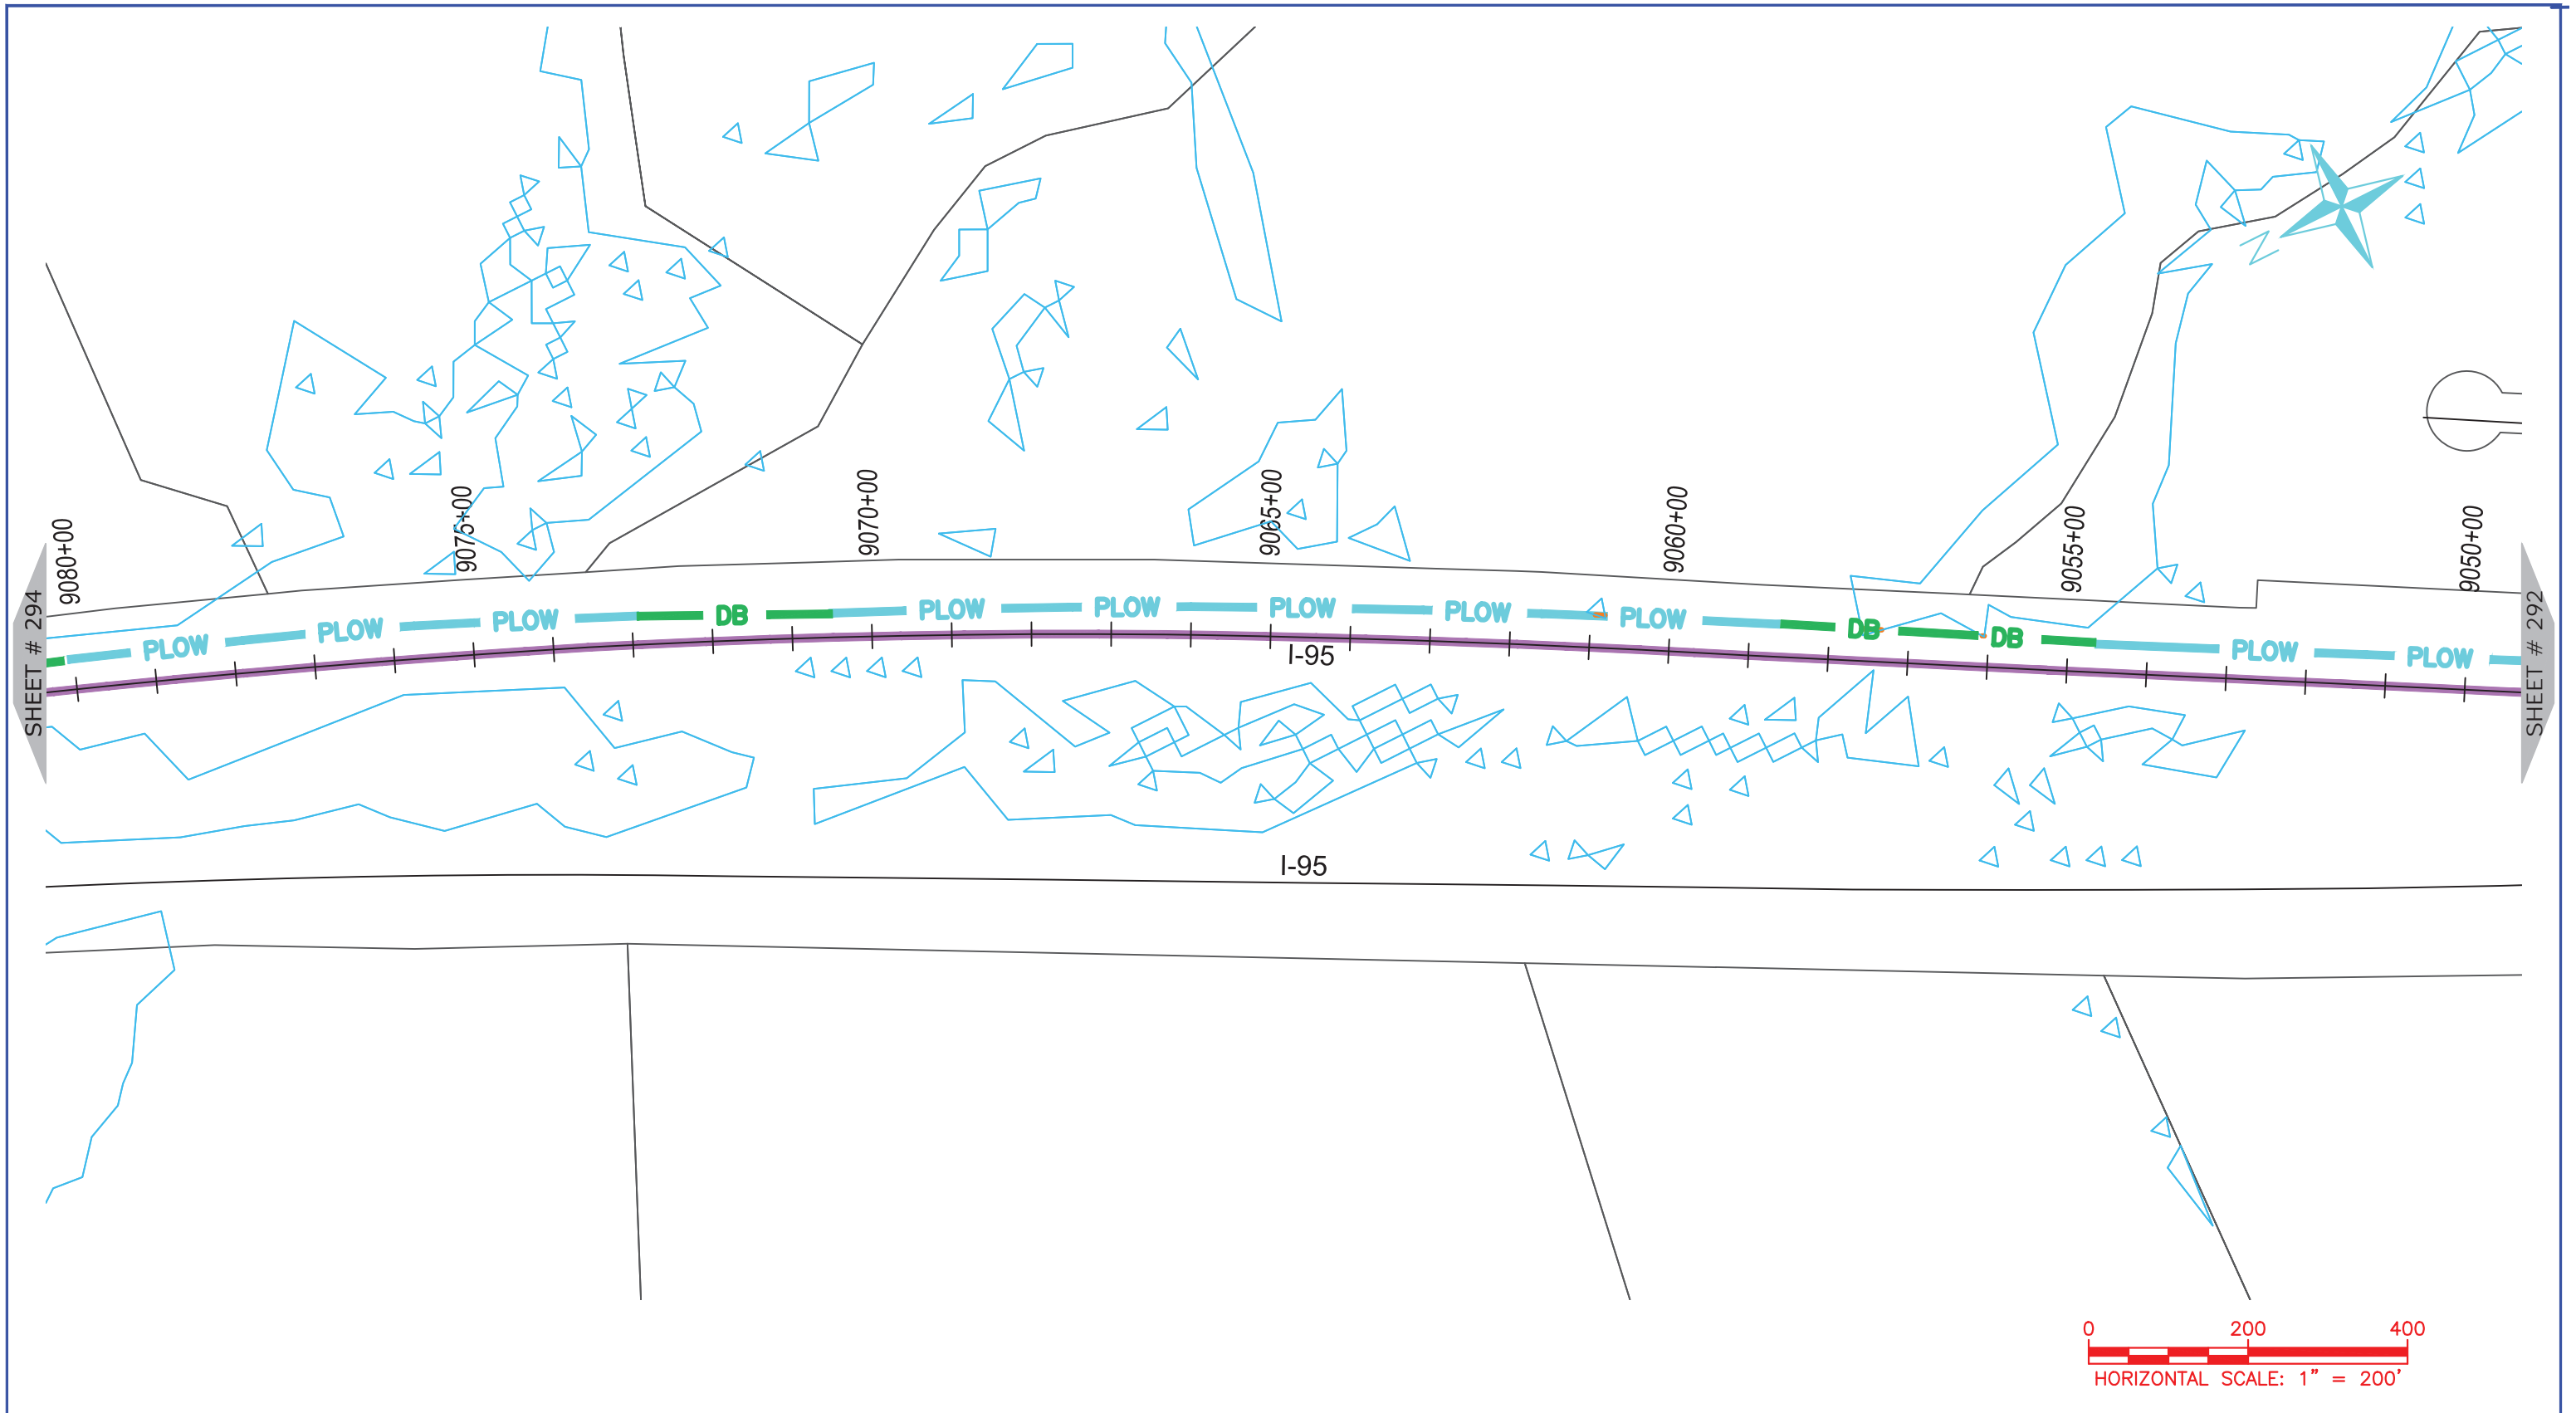 N
9080+00
9075+00
9070+00
9065+00
9060+00
9055+00
9050+00
SHEET # 294
PLOW PLOW PLOW DB PLOW PLOW PLOW PLOW PLOW DB DB PLOW PLOW
SHEET # 292
I-95
I-95
0 200 400
HORIZONTAL SCALE: 1" = 200'